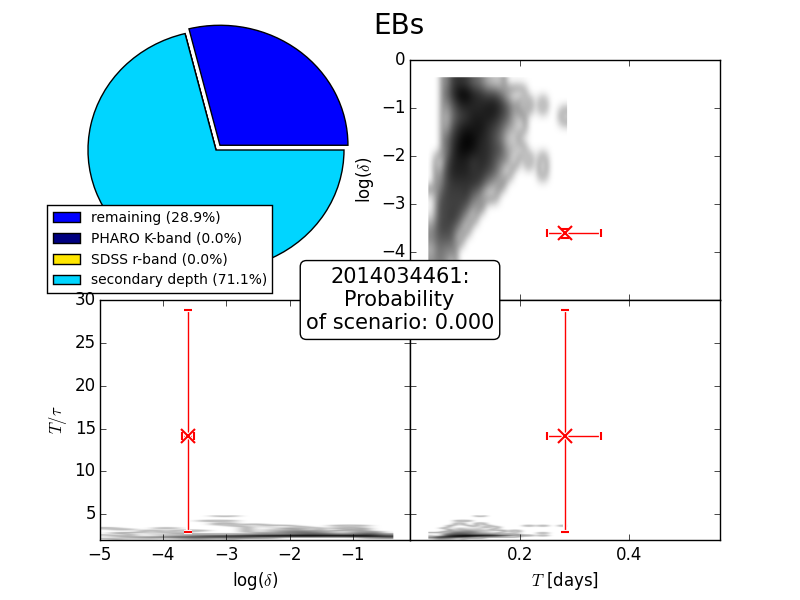 EBs
remaining (28.9%)
PHARO K-band (0.0%)
SDSS r-band (0.0%)
secondary depth (71.1%)
0
−1
−2
−3
−4
log(δ)
2014034461:
Probability
of scenario: 0.000
30
25
20
15
10
5
T/τ
−5 −4 −3 −2 −1
log(δ)
0.2 0.4
T [days]